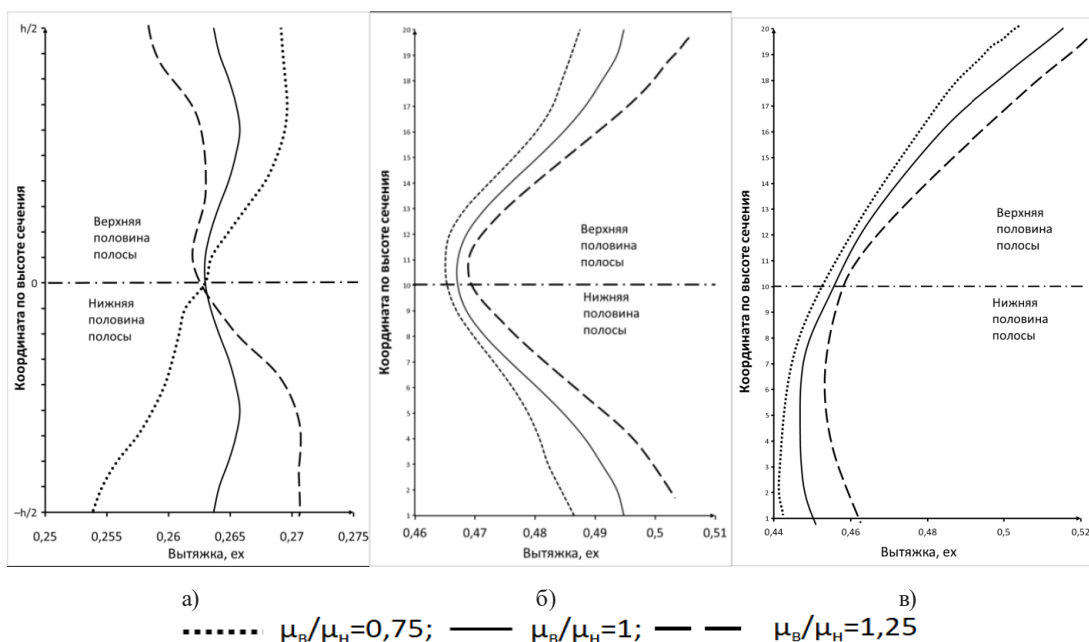 h/2
0
–h/2
Координата по высоте сечения
Верхняя
половина
полосы
Нижняя
половина
полосы
0,25 0,255 0,26 0,265 0,27 0,275
Вытяжка, ex
20
19
18
17
16
15
14
13
12
11
10
9
8
7
6
5
4
3
2
1
Координата по высоте сечения
Верхняя
половина
полосы
Нижняя
половина
полосы
0,46 0,47 0,48 0,49 0,5 0,51
Вытяжка, ex
20
19
18
17
16
15
14
13
12
11
10
9
8
7
6
5
4
3
2
1
Координата по высоте сечения
Верхняя
половина
полосы
Нижняя
половина
полосы
0,44 0,46 0,48 0,5 0,52
Вытяжка, ex
а) б) в)
μв/μн=0,75; μв/μн=1; μв/μн=1,25